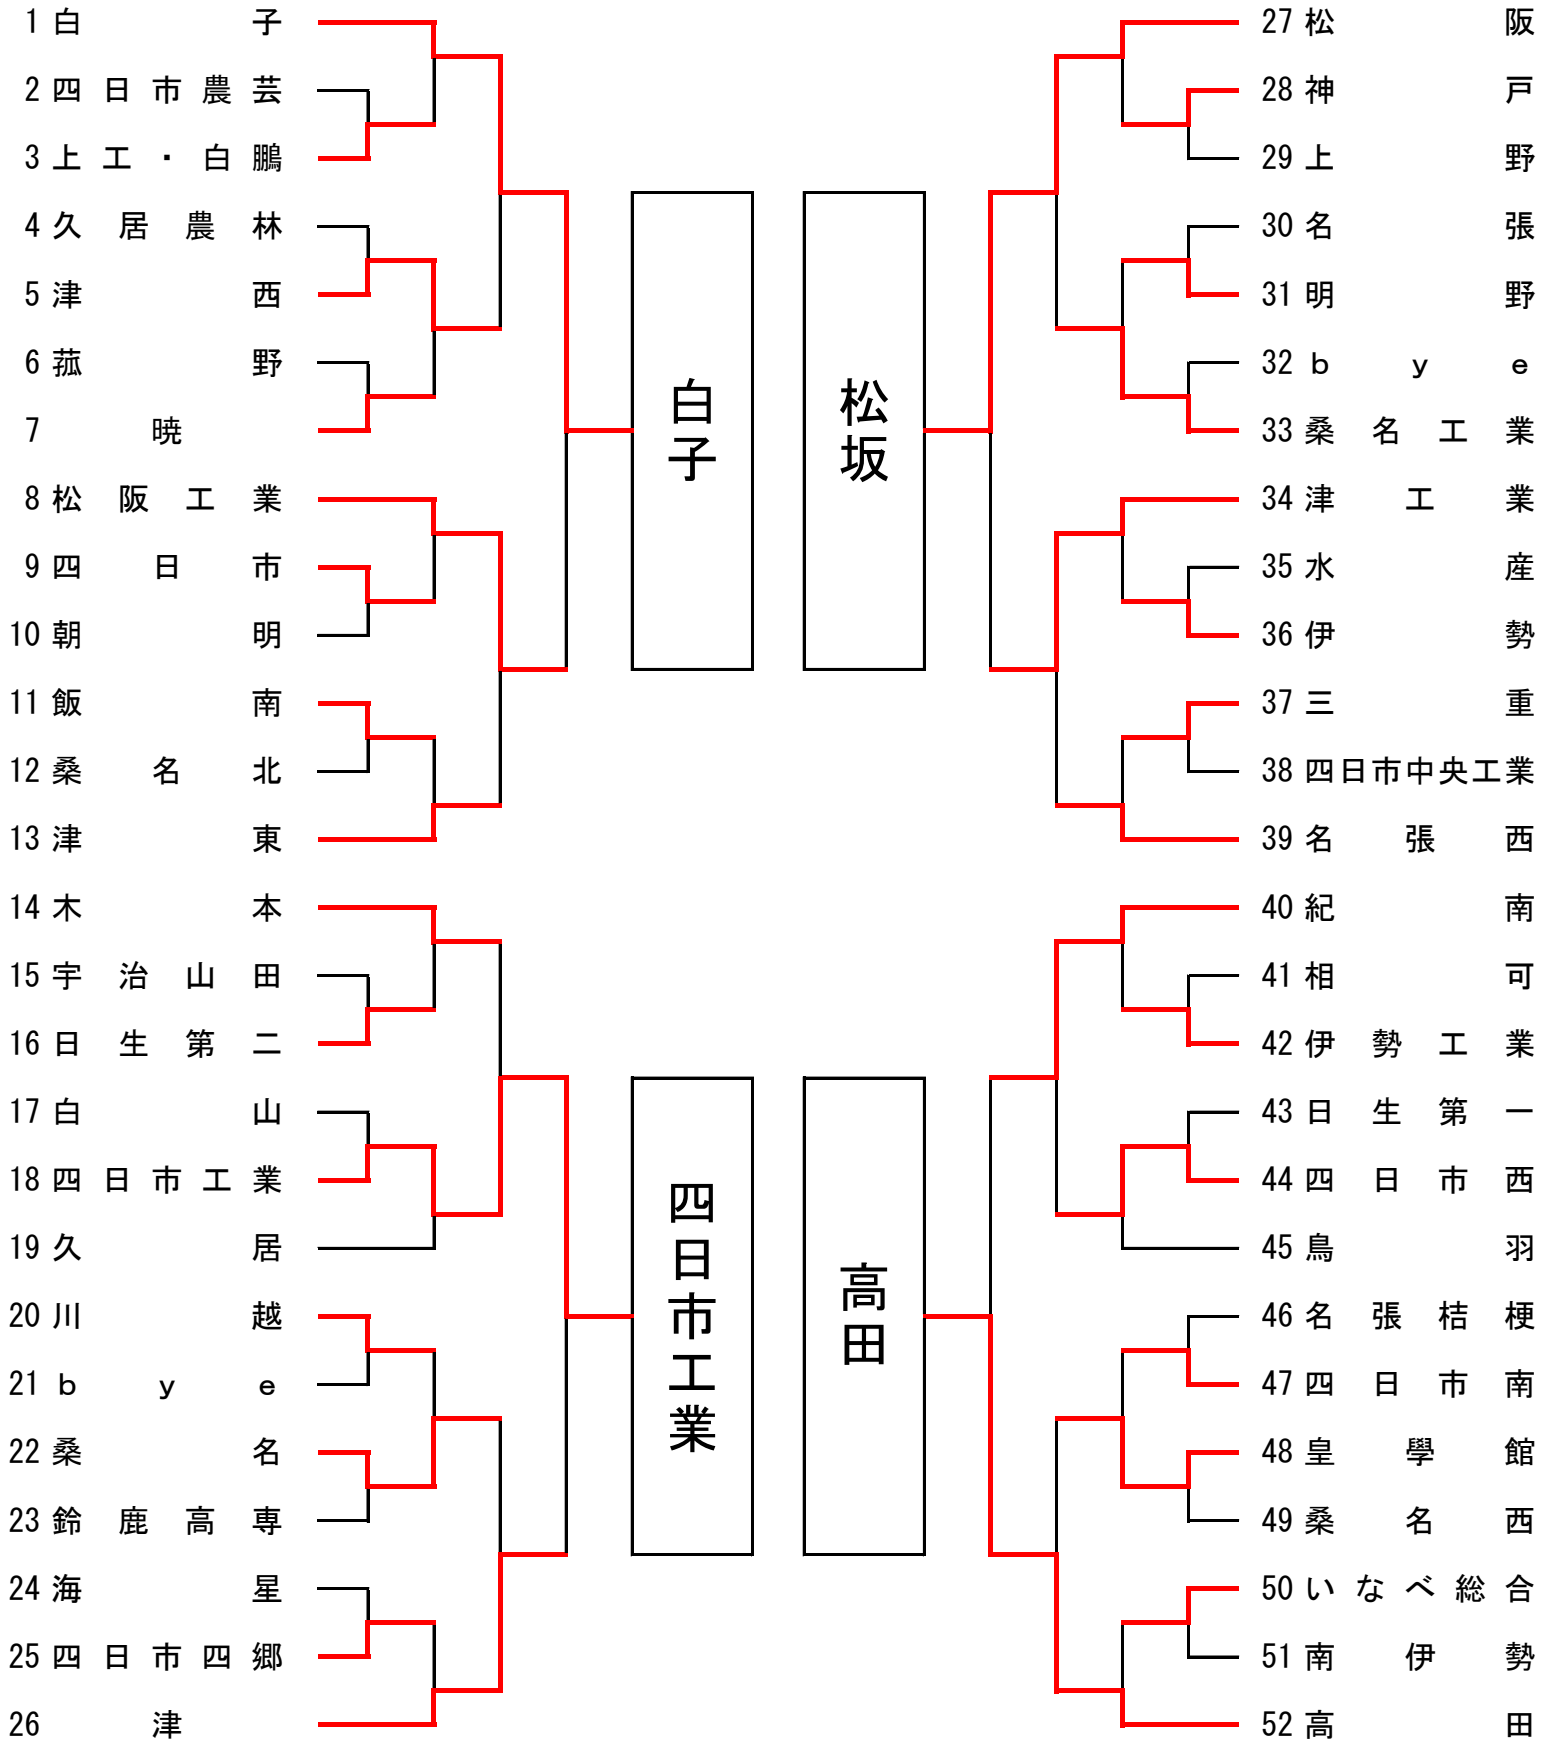 1 白子
2 四日市農芸
3 上工・白鵬
4 久居農林
5 津西
6 菰野
7 暁
8 松阪工業
9 四日市
10 朝明
11 飯南
12 桑名北
13 津東
14 木本
15 宇治山田
16 日生第二
17 白山
18 四日市工業
19 久居
20 川越
21 ｂｙｅ
22 桑名
23 鈴鹿高専
24 海星
25 四日市四郷
26 津
白子
四日市工業
松坂
高田
27 松阪
28 神戸
29 上野
30 名張
31 明野
32 ｂｙｅ
33 桑名工業
34 津工業
35 水産
36 伊勢
37 三重
38 四日市中央工業
39 名張西
40 紀南
41 相可
42 伊勢工業
43 日生第一
44 四日市西
45 鳥羽
46 名張桔梗
47 四日市南
48 皇學館
49 桑名西
50 いなべ総合
51 南伊勢
52 高田